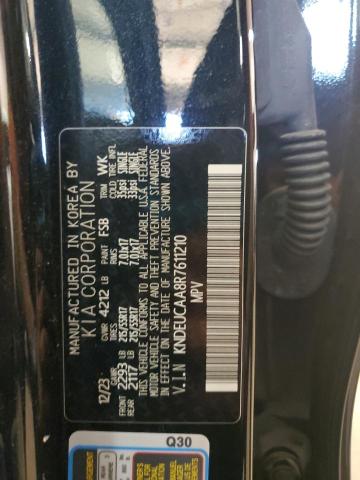 MANUFACTURED IN KOREA BY
KIA CORPORATION
12/23 GVWR 4212 LB PAINT FSB TRIM WK
GAWR TIRES RIMS COLD TIRE INFL
FRONT 2293 LB 215/55R17 7.0Jx17 33psi SINGLE
REAR 2117 LB 215/55R17 7.0Jx17 33psi SINGLE
THIS VEHICLE CONFORMS TO ALL APPLICABLE U.S.A. FEDERAL
MOTOR VEHICLE SAFETY AND THEFT PREVENTION STANDARDS
IN EFFECT ON THE DATE OF MANUFACTURE SHOWN ABOVE.
V.I.N KNDEUCAA8R7611210
MPV
Q30